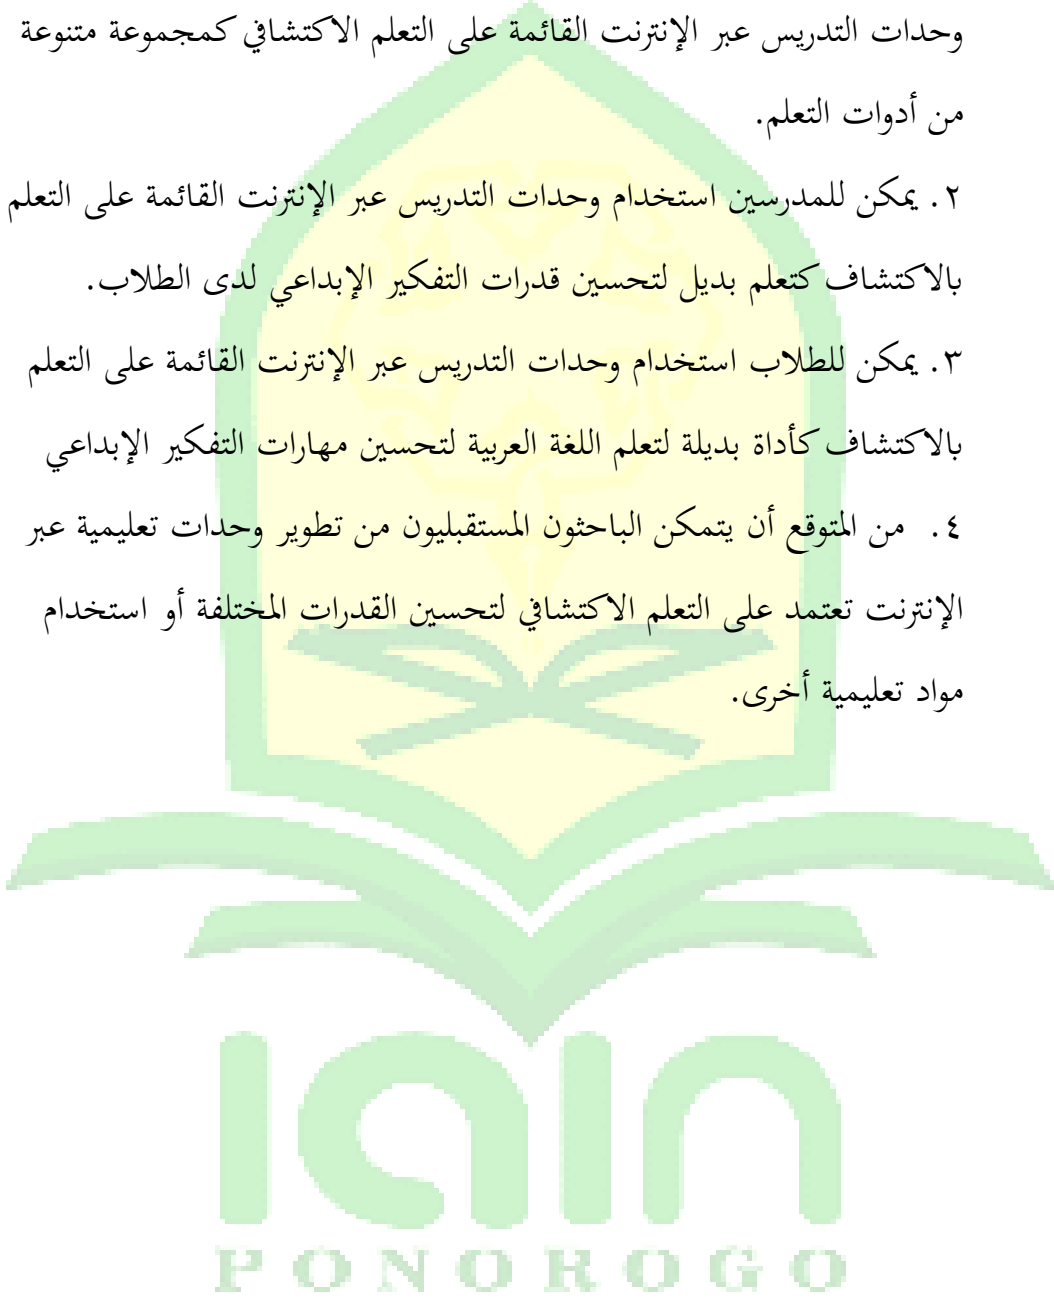 وحدات التدريس عبر الإنترنت القائمة على التعلم الاكتشافي كمجموعة متنوعة
من أدوات التعلم.
٢. يمكن للمدرسين استخدام وحدات التدريس عبر الإنترنت القائمة على التعلم
بالاكتشاف كتعلم بديل لتحسين قدرات التفكير الإبداعي لدى الطلاب.
٣. يمكن للطلاب استخدام وحدات التدريس عبر الإنترنت القائمة على التعلم
بالاكتشاف كأداة بديلة لتعلم اللغة العربية لتحسين مهارات التفكير الإبداعي
٤. من المتوقع أن يتمكن الباحثون المستقبليون من تطوير وحدات تعليمية عبر
الإنترنت تعتمد على التعلم الاكتشافي لتحسين القدرات المختلفة أو استخدام
مواد تعليمية أخرى.
iain
PONOROGO